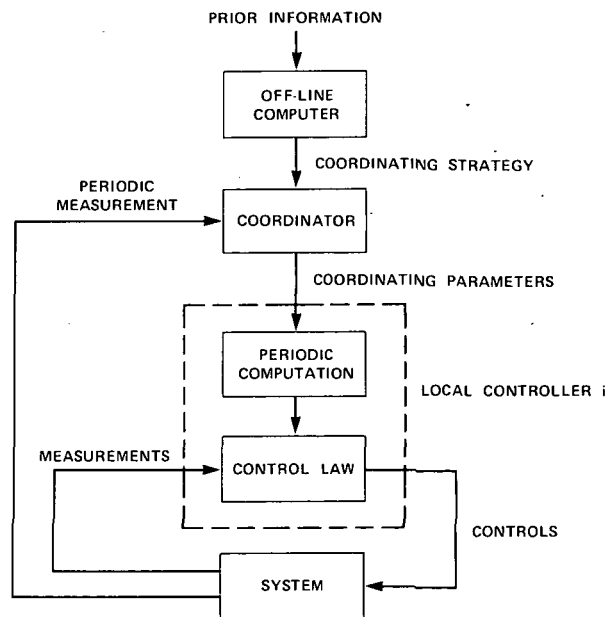 PRIOR INFORMATION
OFF-LINE
COMPUTER
COORDINATING STRATEGY
PERIODIC
MEASUREMENT
COORDINATOR
COORDINATING PARAMETERS
PERIODIC
COMPUTATION
LOCAL CONTROLLER i
MEASUREMENTS
CONTROL LAW
CONTROLS
SYSTEM